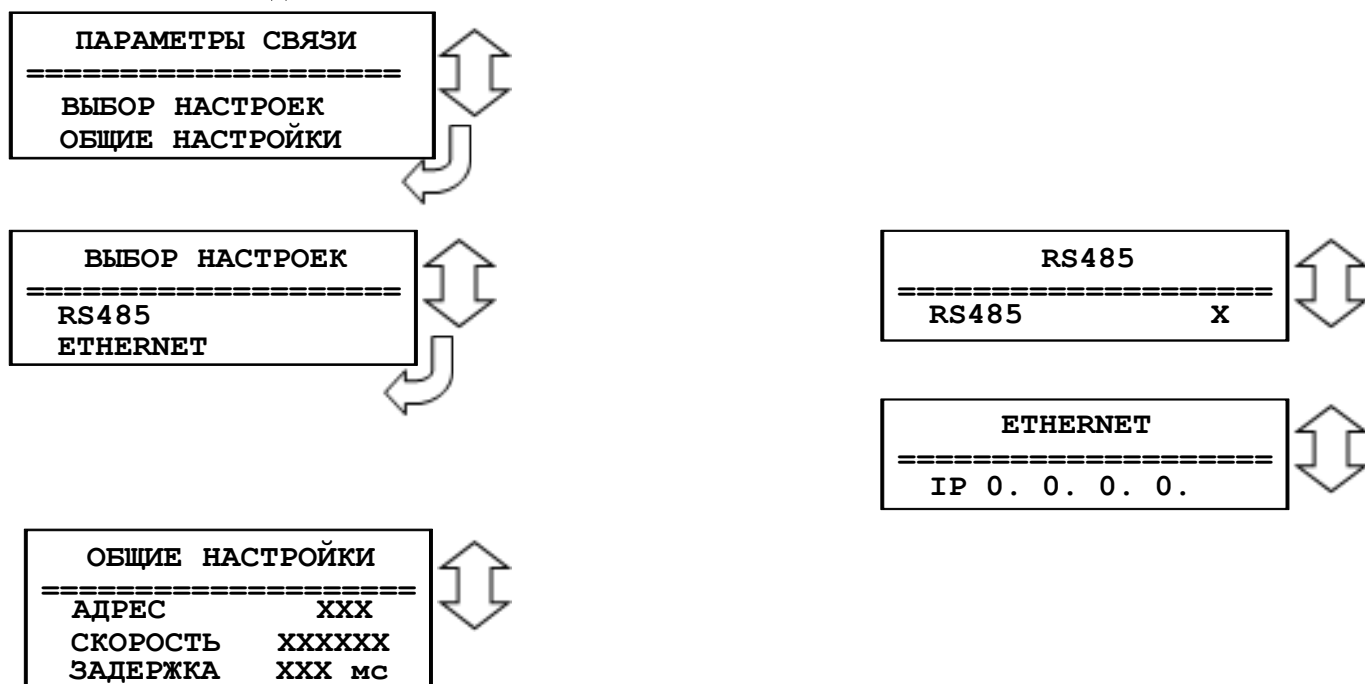 ПАРАМЕТРЫ СВЯЗИ
====================
ВЫБОР НАСТРОЕК
ОБЩИЕ НАСТРОЙКИ
ВЫБОР НАСТРОЕК
====================
RS485
ETHERNET
RS485
====================
RS485 X
ETHERNET
====================
IP 0. 0. 0. 0.
ОБЩИЕ НАСТРОЙКИ
====================
АДРЕС XXX
СКОРОСТЬ XXXXXX
ЗАДЕРЖКА XXX мс